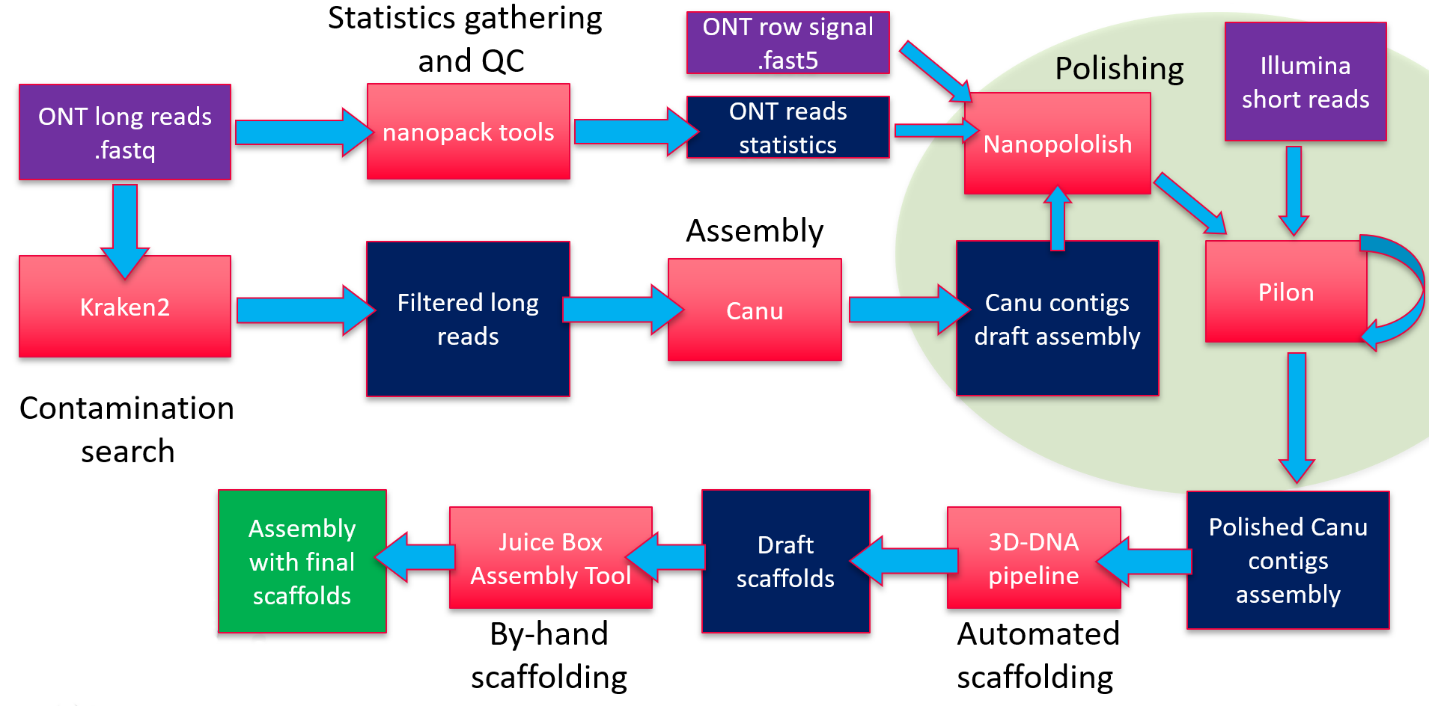 Statistics gathering
and QC
ONT row signal
.fast5
Polishing
Illumina
short reads
ONT long reads
.fastq
nanopack tools
ONT reads
statistics
Nanopololish
Assembly
Kraken2
Filtered long
reads
Canu
Canu contigs
draft assembly
Pilon
Contamination
search
Assembly
with final
scaffolds
Juice Box
Assembly Tool
Draft
scaffolds
3D-DNA
pipeline
Polished Canu
contigs
assembly
By-hand
scaffolding
Automated
scaffolding